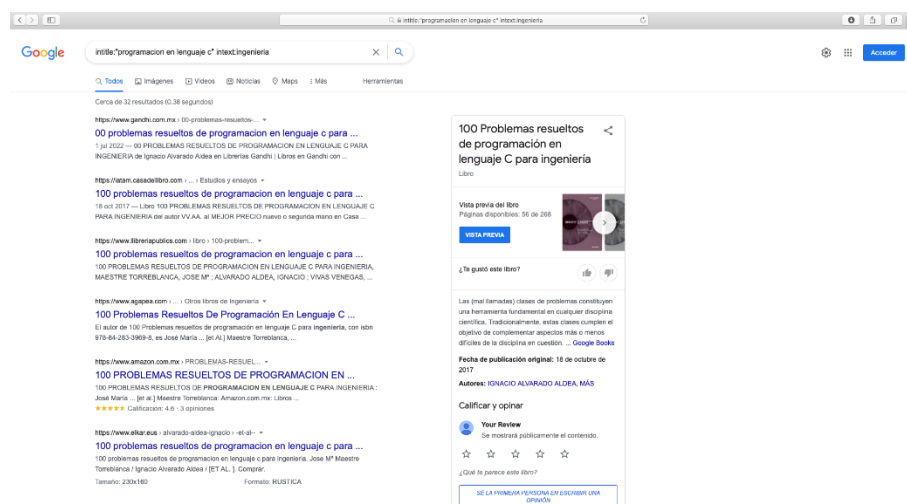 intitle:"programacion en lenguaje c" intext:ingenieria
Google
intitle:"programacion en lenguaje c" intext:ingenieria
Acceder
Todos Imágenes Videos Noticias Maps Más Herramientas
Cerca de 32 resultados (0.38 segundos)
https://www.gandhi.com.mx › 00-problemas-resueltos-...
00 problemas resueltos de programacion en lenguaje c para ...
1 jul 2022 — 00 PROBLEMAS RESUELTOS DE PROGRAMACION EN LENGUAJE C PARA
INGENIERIA de Ignacio Alvarado Aldea en Librerías Gandhi | Libros en Gandhi con ...
https://latam.casadellibro.com › ... › Estudios y ensayos
100 problemas resueltos de programacion en lenguaje c para ...
18 oct 2017 — Libro 100 PROBLEMAS RESUELTOS DE PROGRAMACION EN LENGUAJE C
PARA INGENIERIA del autor VV.AA. al MEJOR PRECIO nuevo o segunda mano en Casa ...
https://www.libreriapublics.com › libro › 100-problem...
100 problemas resueltos de programacion en lenguaje c para ...
100 PROBLEMAS RESUELTOS DE PROGRAMACION EN LENGUAJE C PARA INGENIERIA,
MAESTRE TORREBLANCA, JOSE Mª ; ALVARADO ALDEA, IGNACIO ; VIVAS VENEGAS, ...
https://www.agapea.com › ... › Otros libros de Ingeniería
100 Problemas Resueltos De Programación En Lenguaje C ...
El autor de 100 Problemas resueltos de programación en lenguaje C para ingeniería, con isbn
978-84-283-3969-8, es José María ... [et Al.] Maestre Torreblanca, ...
https://www.amazon.com.mx › PROBLEMAS-RESUEL...
100 PROBLEMAS RESUELTOS DE PROGRAMACION EN ...
100 PROBLEMAS RESUELTOS DE PROGRAMACION EN LENGUAJE C PARA INGENIERIA :
José María ... [et al.] Maestre Torreblanca: Amazon.com.mx: Libros ...
Calificación: 4.6 · 3 opiniones
https://www.elkar.eus › alvarado-aldea-ignacio › -et-al--
100 problemas resueltos de programacion en lenguaje c para ...
100 problemas resueltos de programacion en lenguaje c para ingenieria. Jose Mª Maestre
Torreblanca / Ignacio Alvarado Aldea / [ET AL. ]. Comprar.
Tamaño: 230x160 Formato: RUSTICA
100 Problemas resueltos
de programación en
lenguaje C para ingeniería
Libro
Vista previa del libro
Páginas disponibles: 56 de 268
VISTA PREVIA
¿Te gustó este libro?
Las (mal llamadas) clases de problemas constituyen
una herramienta fundamental en cualquier disciplina
científica. Tradicionalmente, estas clases cumplen el
objetivo de complementar aspectos más o menos
difíciles de la disciplina en cuestión. ... Google Books
Fecha de publicación original: 18 de octubre de
2017
Autores: IGNACIO ALVARADO ALDEA, MÁS
Calificar y opinar
Your Review
Se mostrará públicamente el contenido.
¿Qué te parece este libro?
SÉ LA PRIMERA PERSONA EN ESCRIBIR UNA
OPINIÓN